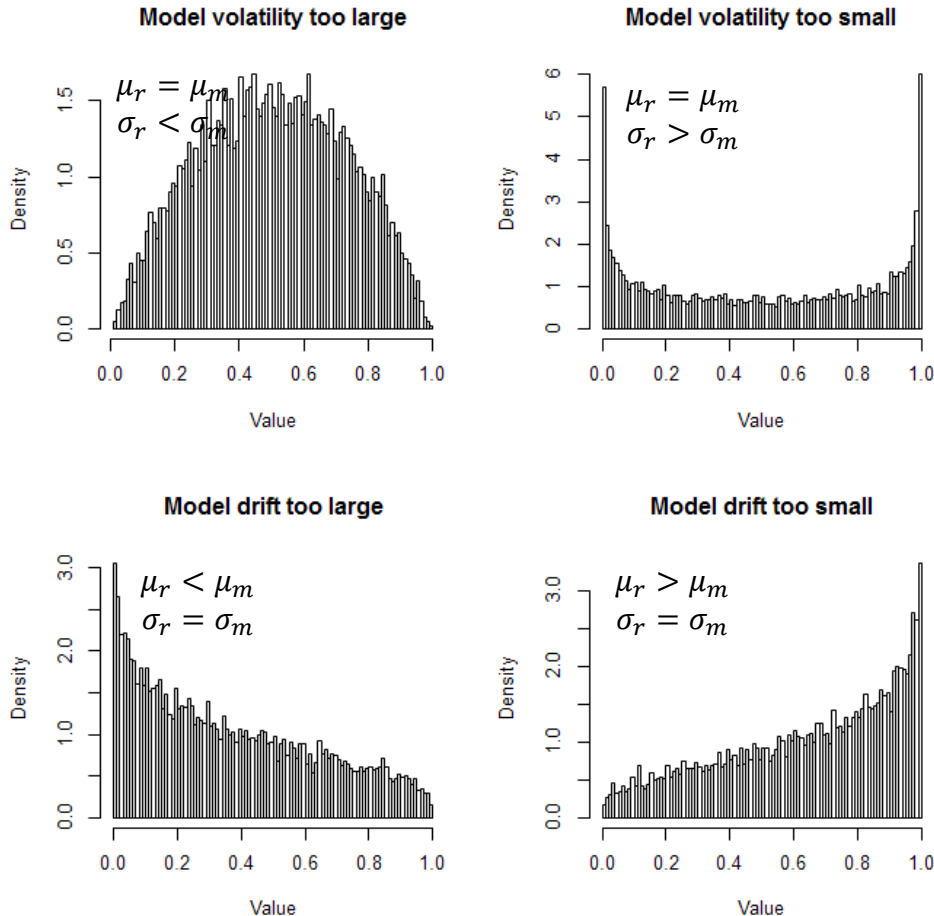 Model volatility too large
μᵣ = μₘ
σᵣ < σₘ
Density
0.0 0.5 1.0 1.5
0.0 0.2 0.4 0.6 0.8 1.0
Value
Model volatility too small
μᵣ = μₘ
σᵣ > σₘ
Density
0 1 2 3 4 5 6
0.0 0.2 0.4 0.6 0.8 1.0
Value
Model drift too large
μᵣ < μₘ
σᵣ = σₘ
Density
0.0 1.0 2.0 3.0
0.0 0.2 0.4 0.6 0.8 1.0
Value
Model drift too small
μᵣ > μₘ
σᵣ = σₘ
Density
0.0 1.0 2.0 3.0
0.0 0.2 0.4 0.6 0.8 1.0
Value